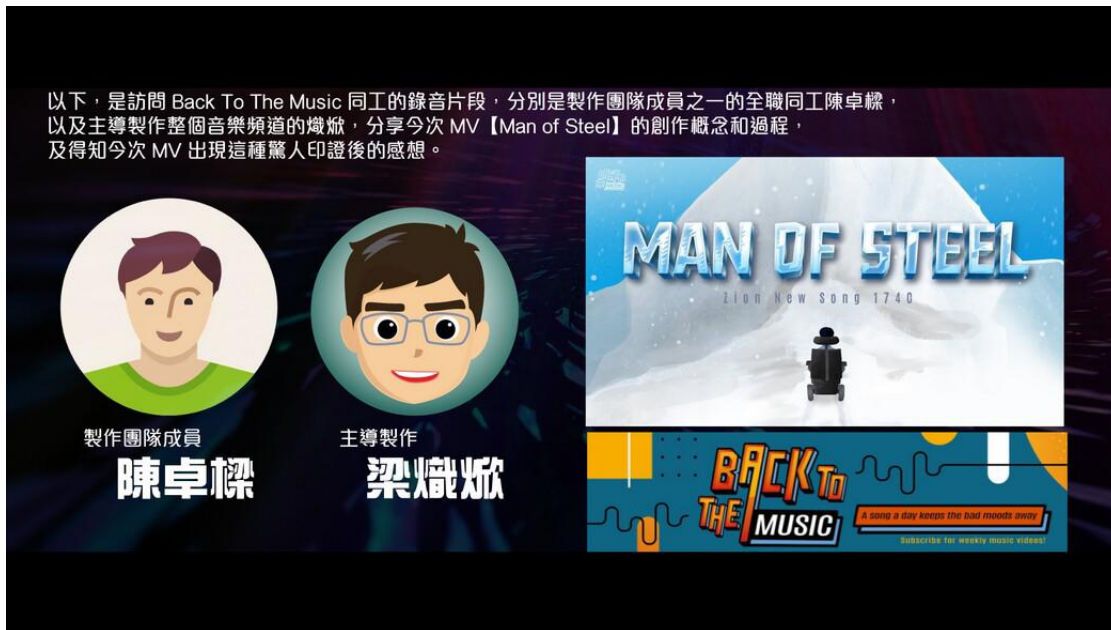 以下，是訪問 Back To The Music 同工的錄音片段，分別是製作團隊成員之一的全職同工陳卓樑，
以及主導製作整個音樂頻道的熾焮，分享今次 MV【Man of Steel】的創作概念和過程，
及得知今次 MV 出現這種驚人印證後的感想。
MAN OF STEEL
Zion New Song 1740
製作團隊成員
陳卓樑
主導製作
梁熾焮
BACK TO
THE MUSIC
A song a day keeps the bad moods away
Subscribe for weekly music videos!